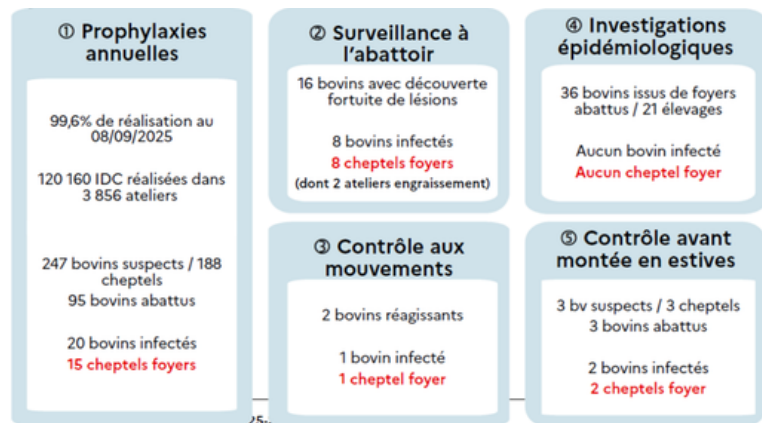 ① Prophylaxies
annuelles
99,6% de réalisation au
08/09/2025
120 160 IDC réalisées dans
3 856 ateliers
247 bovins suspects / 188
cheptels
95 bovins abattus
20 bovins infectés
15 cheptels foyers
② Surveillance à
l’abattoir
16 bovins avec découverte
fortuite de lésions
8 bovins infectés
8 cheptels foyers
(dont 2 ateliers engraissement)
③ Contrôle aux
mouvements
2 bovins réagissants
1 bovin infecté
1 cheptel foyer
④ Investigations
épidémiologiques
36 bovins issus de foyers
abattus / 21 élevages
Aucun bovin infecté
Aucun cheptel foyer
⑤ Contrôle avant
montée en estives
3 bv suspects / 3 cheptels
3 bovins abattus
2 bovins infectés
2 cheptels foyer